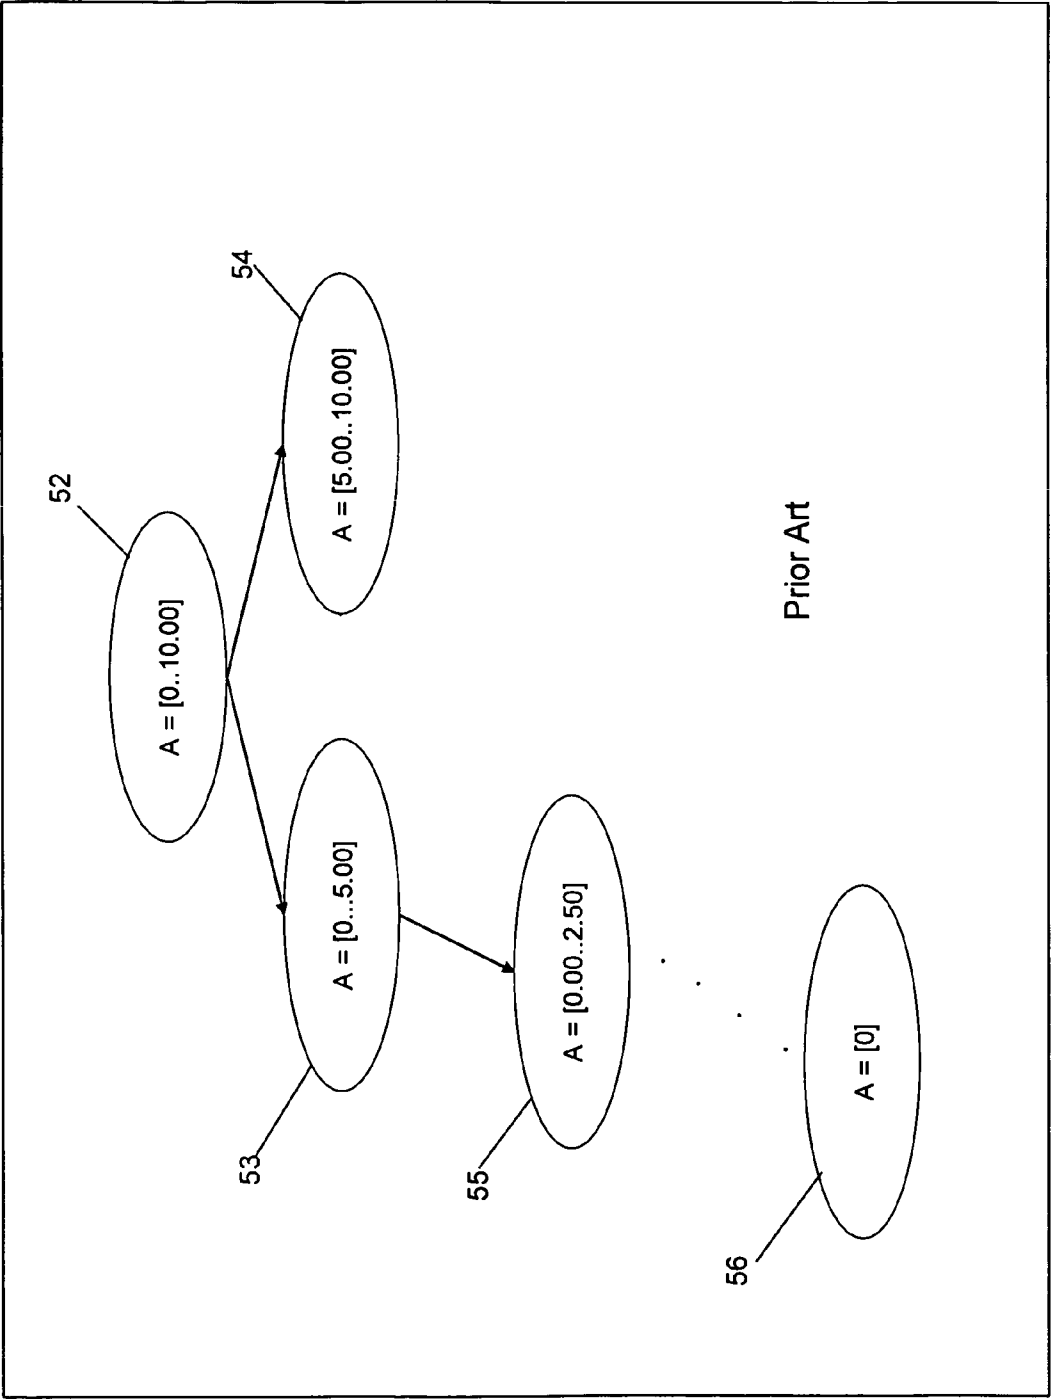 52
A = [0..10.00]
53
A = [0...5.00]
54
A = [5.00..10.00]
55
A = [0.00..2.50]
56
A = [0]
Prior Art